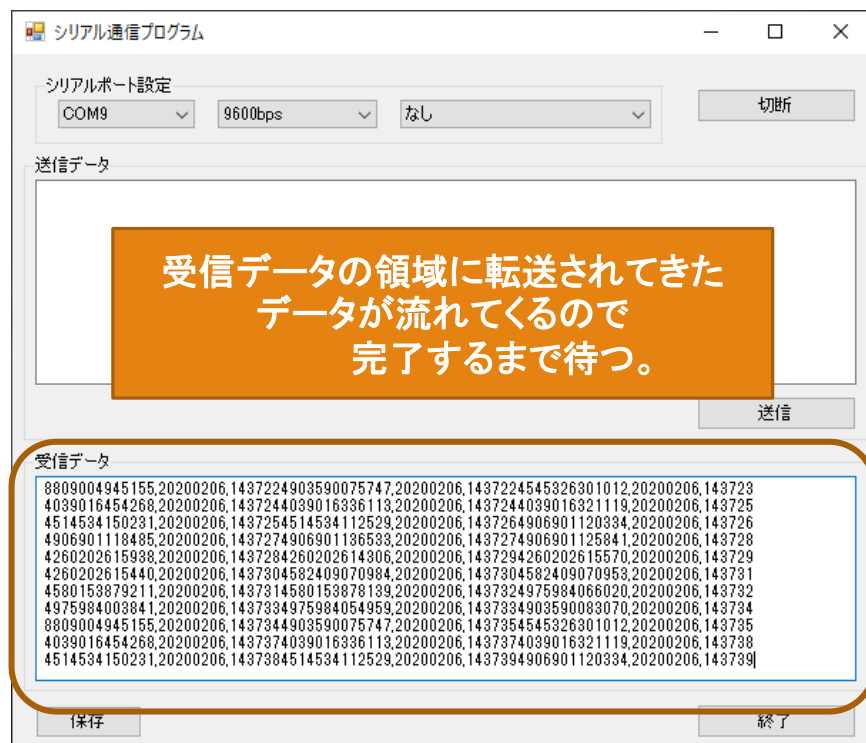 シリアル通信プログラム
シリアルポート設定
COM9
9600bps
なし
切断
送信データ
受信データの領域に転送されてきた
データが流れてくるので
完了するまで待つ。
送信
受信データ
8809004945155,20200206,1437224903590075747,20200206,1437224545326301012,20200206,143723
4039016454268,20200206,1437244039016336113,20200206,1437244039016321119,20200206,143725
4514534150231,20200206,1437254514534112529,20200206,1437264906901120334,20200206,143726
4906901118485,20200206,1437274906901136533,20200206,1437274906901125841,20200206,143728
4260202615938,20200206,1437284260202614306,20200206,1437294260202615570,20200206,143729
4260202615440,20200206,1437304582409070984,20200206,1437304582409070953,20200206,143731
4580153879211,20200206,1437314580153878139,20200206,1437324975984066020,20200206,143732
4975984003841,20200206,1437334975984054959,20200206,1437334903590083070,20200206,143734
8809004945155,20200206,1437344903590075747,20200206,1437354545326301012,20200206,143735
4039016454268,20200206,1437374039016336113,20200206,1437374039016321119,20200206,143738
4514534150231,20200206,1437384514534112529,20200206,1437394906901120334,20200206,143739
保存
終了